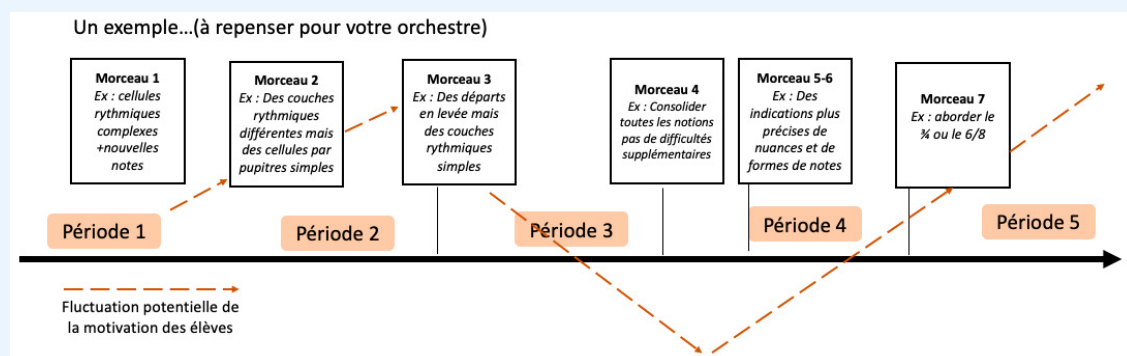 Un exemple...(à repenser pour votre orchestre)
Morceau 1
Ex : cellules
rythmiques
complexes
+nouvelles
notes
Morceau 2
Ex : Des couches
rythmiques
différentes mais
des cellules par
pupitres simples
Morceau 3
Ex : Des départs
en levée mais
des couches
rythmiques
simples
Morceau 4
Ex : Consolider
toutes les notions
pas de difficultés
supplémentaires
Morceau 5-6
Ex : Des
indications plus
précises de
nuances et de
formes de notes
Morceau 7
Ex : aborder le
¾ ou le 6/8
Période 1
Période 2
Période 3
Période 4
Période 5
Fluctuation potentielle de
la motivation des élèves